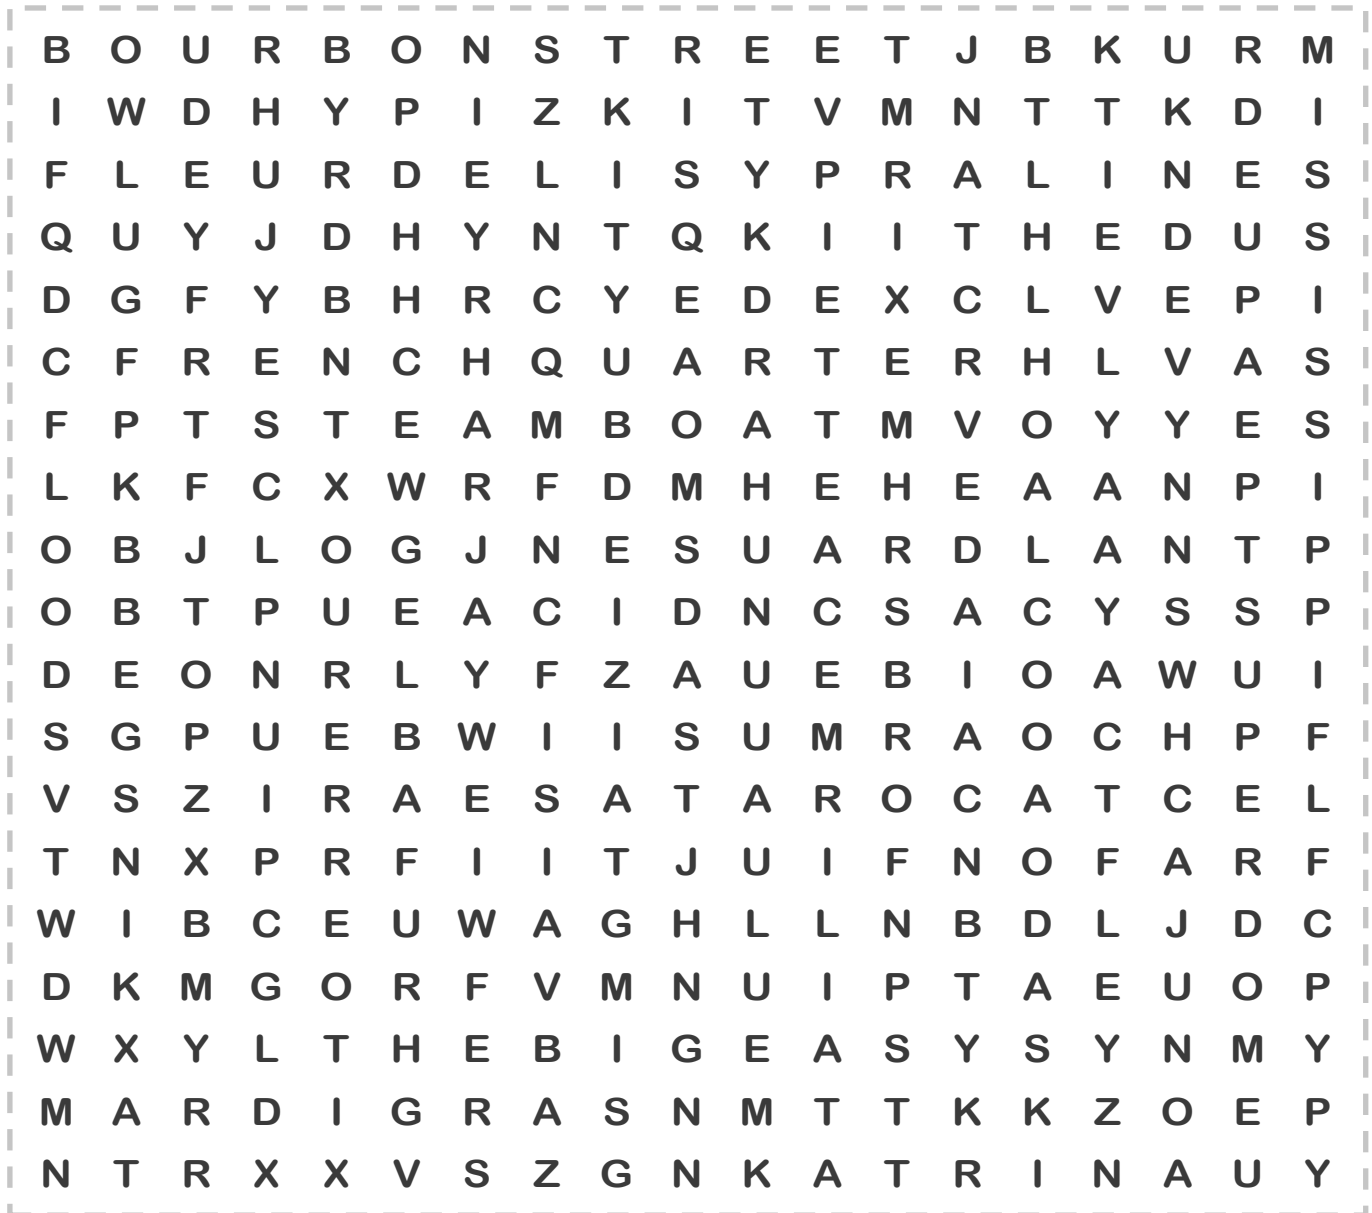 B O U R B O N S T R E E T J B K U R M
I W D H Y P I Z K I T V M N T T K D I
F L E U R D E L I S Y P R A L I N E S
Q U Y J D H Y N T Q K I I T H E D U S
D G F Y B H R C Y E D E X C L V E P I
C F R E N C H Q U A R T E R H L V A S
F P T S T E A M B O A T M V O Y Y E S
L K F C X W R F D M H E H E A A N P I
O B J L O G J N E S U A R D L A N T P
O B T P U E A C I D N C S A C Y S S P
D E O N R L Y F Z A U E B I O A W U I
S G P U E B W I I S U M R A O C H P F
V S Z I R A E S A T A R O C A T C E L
T N X P R F I I T J U I F N O F A R F
W I B C E U W A G H L L N B D L J D C
D K M G O R F V M N U I P T A E U O P
W X Y L T H E B I G E A S Y S Y N M Y
M A R D I G R A S N M T T K K Z O E P
N T R X X V S Z G N K A T R I N A U Y